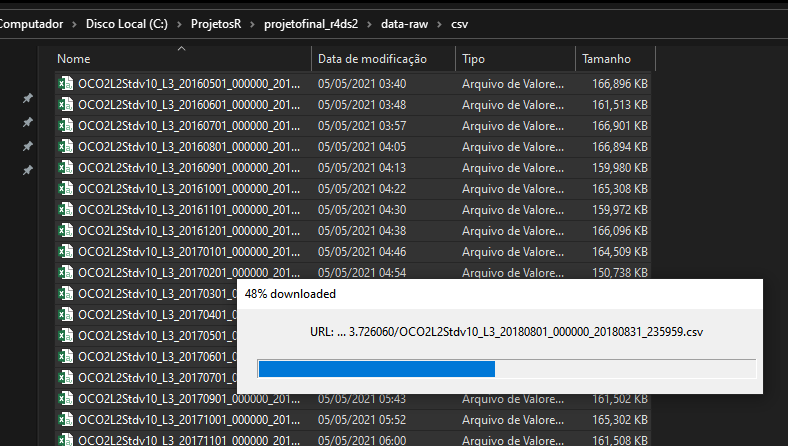 Computador > Disco Local (C:) > ProjetosR > projetofinal_r4ds2 > data-raw > csv
Nome Data de modificação Tipo Tamanho
OCO2L2Stdv10_L3_20160501_000000_201... 05/05/2021 03:40 Arquivo de Valore... 166,896 KB
OCO2L2Stdv10_L3_20160601_000000_201... 05/05/2021 03:48 Arquivo de Valore... 161,513 KB
OCO2L2Stdv10_L3_20160701_000000_201... 05/05/2021 03:57 Arquivo de Valore... 166,901 KB
OCO2L2Stdv10_L3_20160801_000000_201... 05/05/2021 04:05 Arquivo de Valore... 166,894 KB
OCO2L2Stdv10_L3_20160901_000000_201... 05/05/2021 04:13 Arquivo de Valore... 159,980 KB
OCO2L2Stdv10_L3_20161001_000000_201... 05/05/2021 04:22 Arquivo de Valore... 165,308 KB
OCO2L2Stdv10_L3_20161101_000000_201... 05/05/2021 04:30 Arquivo de Valore... 159,972 KB
OCO2L2Stdv10_L3_20161201_000000_201... 05/05/2021 04:38 Arquivo de Valore... 166,096 KB
OCO2L2Stdv10_L3_20170101_000000_201... 05/05/2021 04:46 Arquivo de Valore... 164,509 KB
OCO2L2Stdv10_L3_20170201_000000_201... 05/05/2021 04:54 Arquivo de Valore... 150,738 KB
OCO2L2Stdv10_L3_20170301_0
48% downloaded
OCO2L2Stdv10_L3_20170401_0
URL: ... 3.726060/OCO2L2Stdv10_L3_20180801_000000_20180831_235959.csv
OCO2L2Stdv10_L3_20170501_0
OCO2L2Stdv10_L3_20170601_0
OCO2L2Stdv10_L3_20170701_0
OCO2L2Stdv10_L3_20170901_000000_201... 05/05/2021 05:43 Arquivo de Valore... 161,502 KB
OCO2L2Stdv10_L3_20171001_000000_201... 05/05/2021 05:52 Arquivo de Valore... 165,302 KB
OCO2L2Stdv10_L3_20171101_000000_201... 05/05/2021 06:00 Arquivo de Valore... 161,508 KB